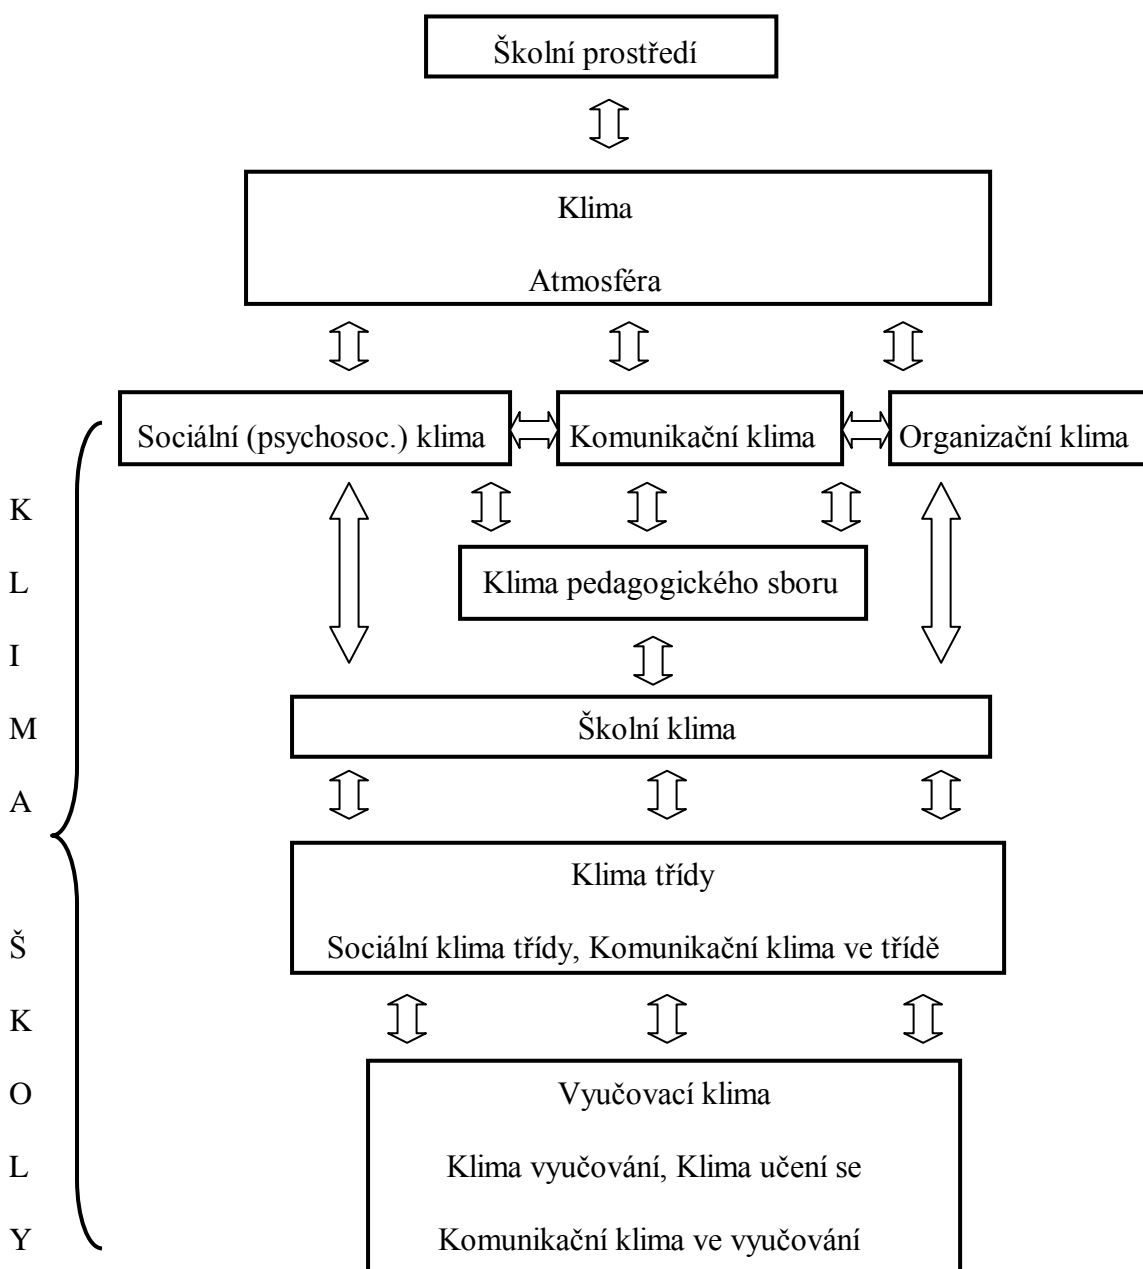 Školní prostředí
Klima
Atmosféra
Sociální (psychosoc.) klima
Komunikační klima
Organizační klima
Klima pedagogického sboru
Školní klima
Klima třídy
Sociální klima třídy, Komunikační klima ve třídě
Vyučovací klima
Klima vyučování, Klima učení se
Komunikační klima ve vyučování
K
L
I
M
A
Š
K
O
L
Y